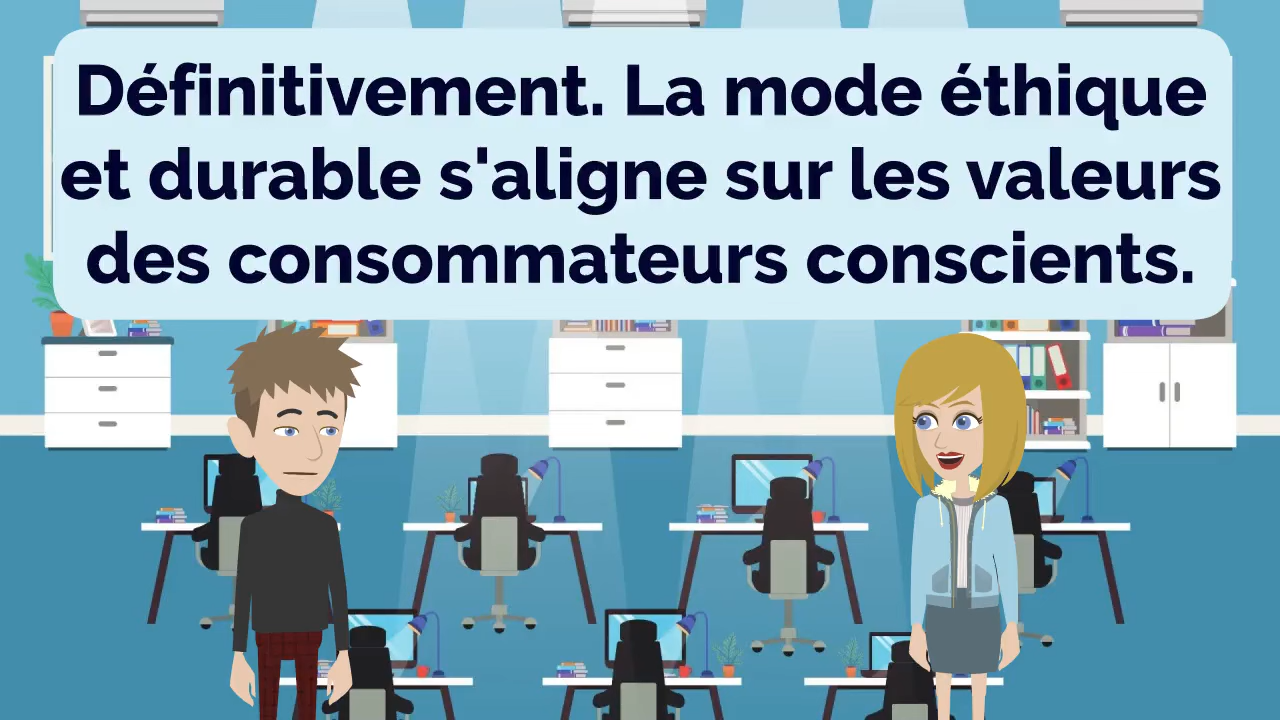 Définitivement. La mode éthique
et durable s'aligne sur les valeurs
des consommateurs conscients.